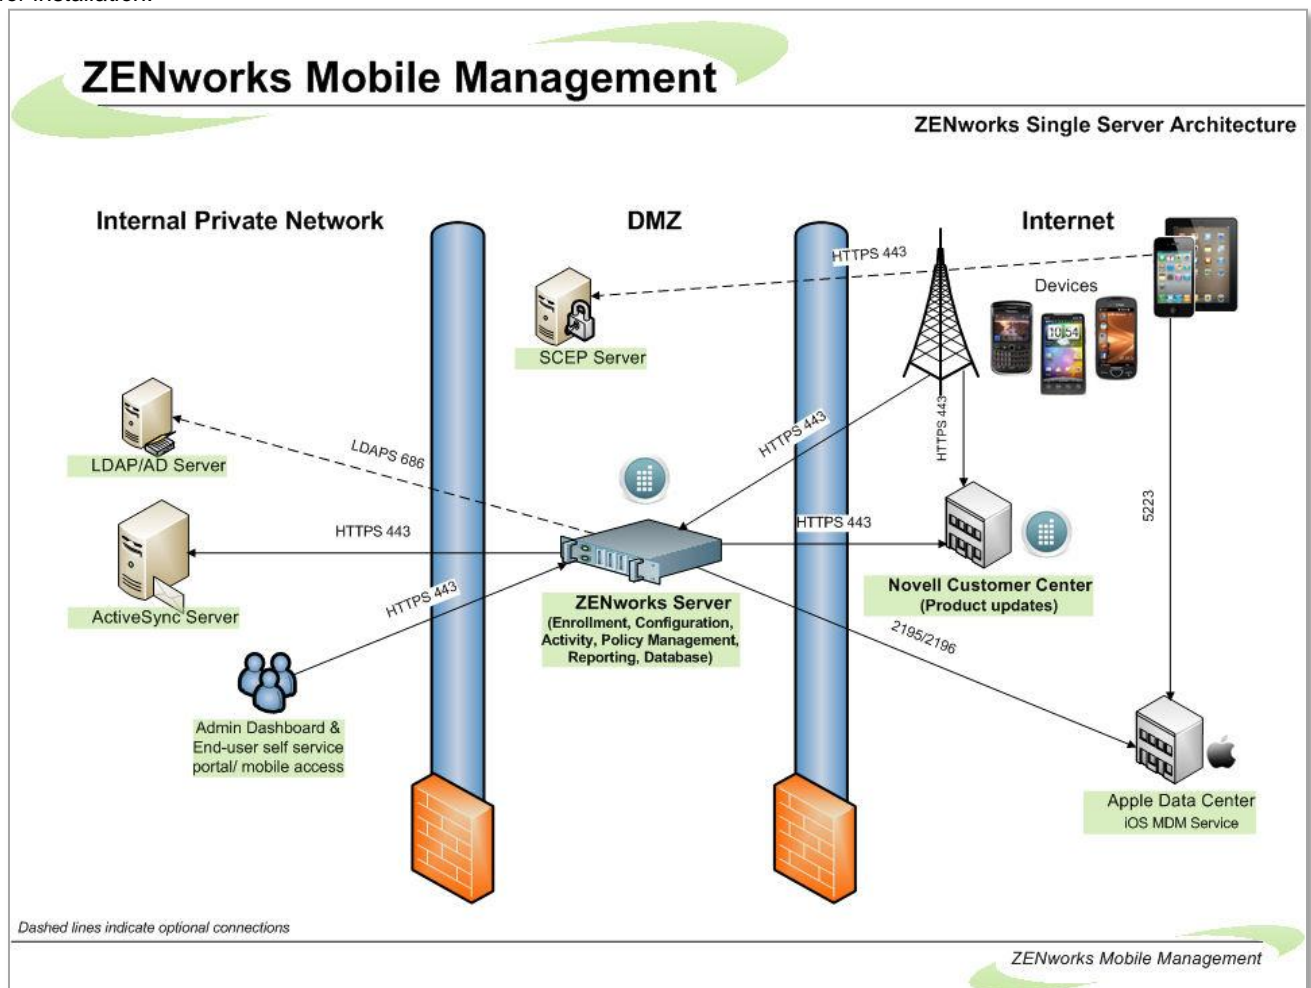 ZENworks Mobile Management
ZENworks Single Server Architecture
Internal Private Network
DMZ
Internet
HTTPS 443
Devices
10:54
SCEP Server
HTTPS 443
HTTPS 443
LDAPS 686
LDAP/AD Server
5223
HTTPS 443
HTTPS 443
HTTPS 443
ActiveSync Server
ZENworks Server
(Enrollment, Configuration,
Activity, Policy Management,
Reporting, Database)
Novell Customer Center
(Product updates)
2195/2196
Admin Dashboard &
End-user self service
portal/ mobile access
Apple Data Center
iOS MDM Service
Dashed lines indicate optional connections
ZENworks Mobile Management